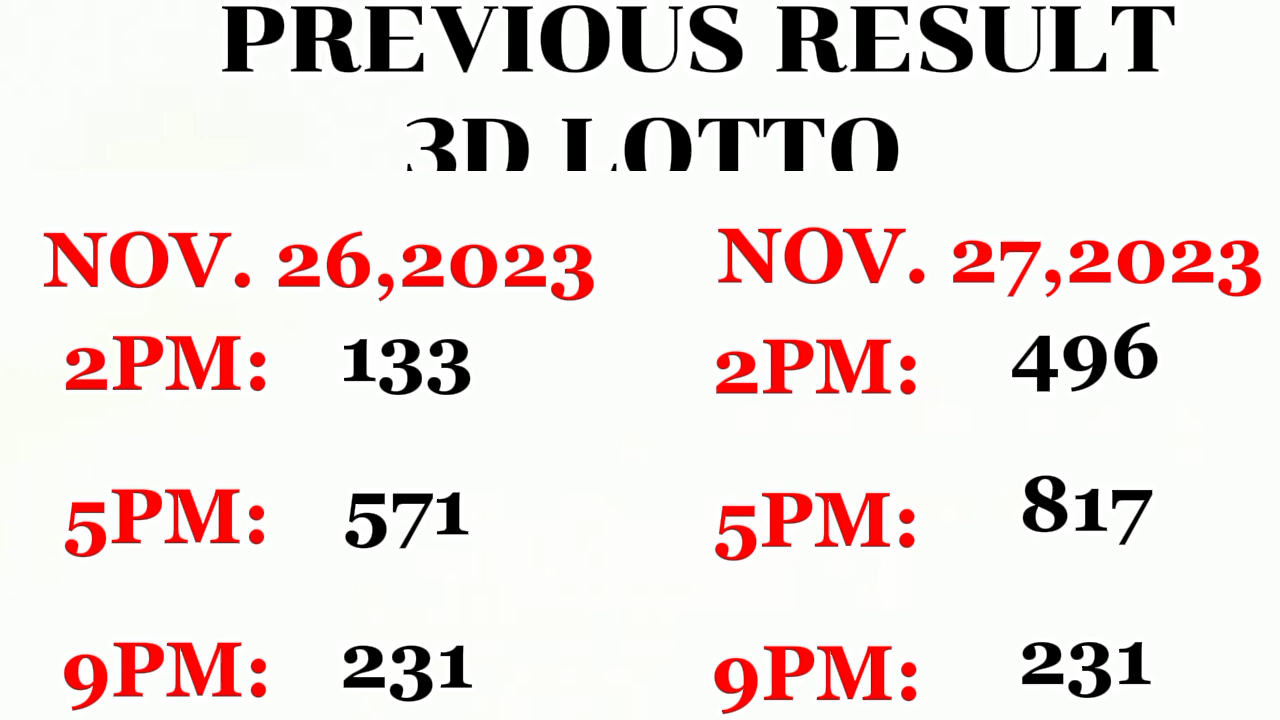 PREVIOUS RESULT
3D LOTTO
NOV. 26,2023 NOV. 27,2023
2PM: 133 2PM: 496
5PM: 571 5PM: 817
9PM: 231 9PM: 231